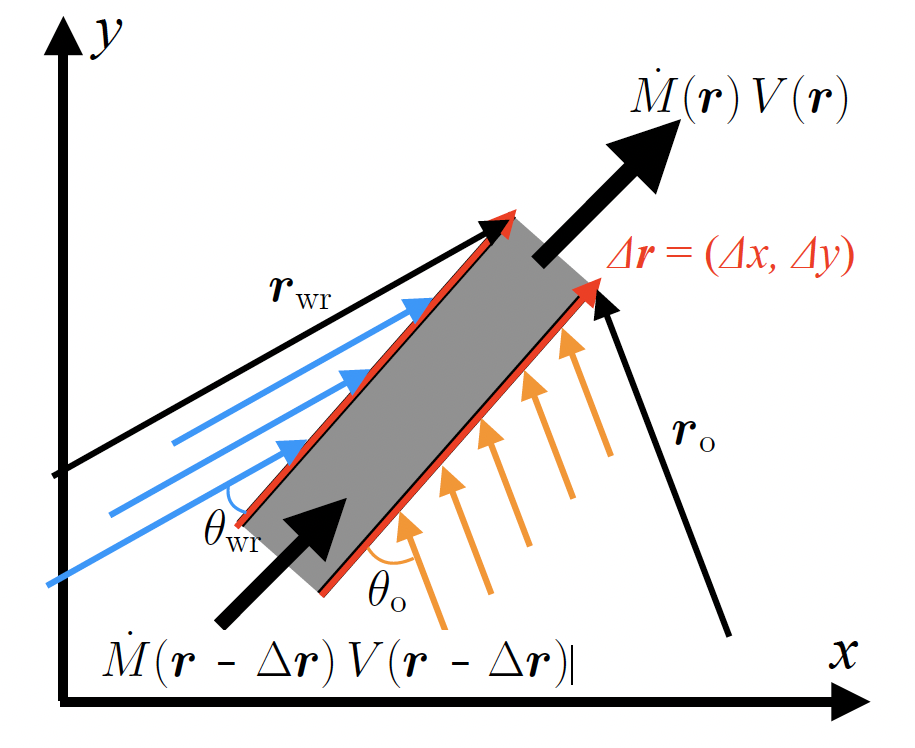 y
Ṁ(r) V(r)
Δr = (Δx, Δy)
r_wr
r_o
θ_wr
θ_o
Ṁ(r - Δr) V(r - Δr)|
x